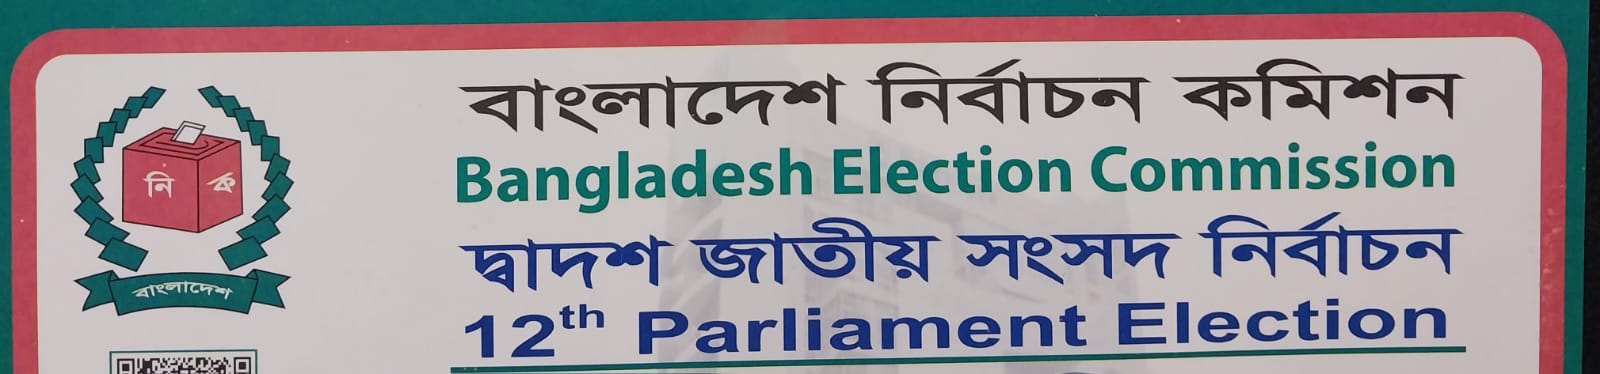 বাংলাদেশ নির্বাচন কমিশন
Bangladesh Election Commission
দ্বাদশ জাতীয় সংসদ নির্বাচন
12th Parliament Election
নি ক
বাংলাদেশ